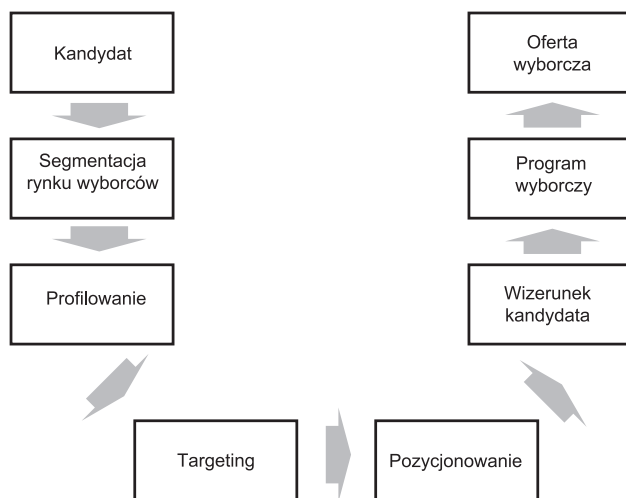 Kandydat
Segmentacja
rynku wyborców
Profilowanie
Targeting
Pozycjonowanie
Wizerunek
kandydata
Program
wyborczy
Oferta
wyborcza